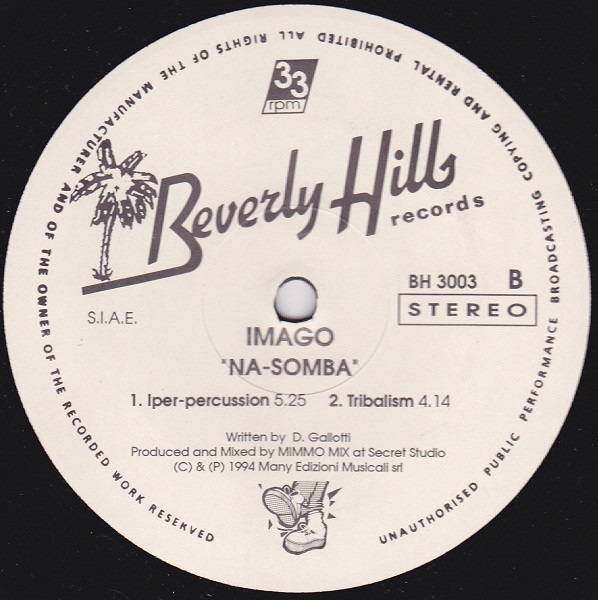 ALL RIGHTS OF THE MANUFACTURER AND OF THE OWNER OF THE RECORDED WORK RESERVED
UNAUTHORISED PUBLIC PERFORMANCE BROADCASTING COPYING AND RENTAL PROHIBITED
33
rpm
Beverly Hills
records
BH 3003 B
STEREO
S.I.A.E.
IMAGO
"NA-SOMBA"
1. Iper-percussion 5.25 2. Tribalism 4.14
Written by D. Gallotti
Produced and Mixed by MIMMO MIX at Secret Studio
(C) & (P) 1994 Many Edizioni Musicali srl